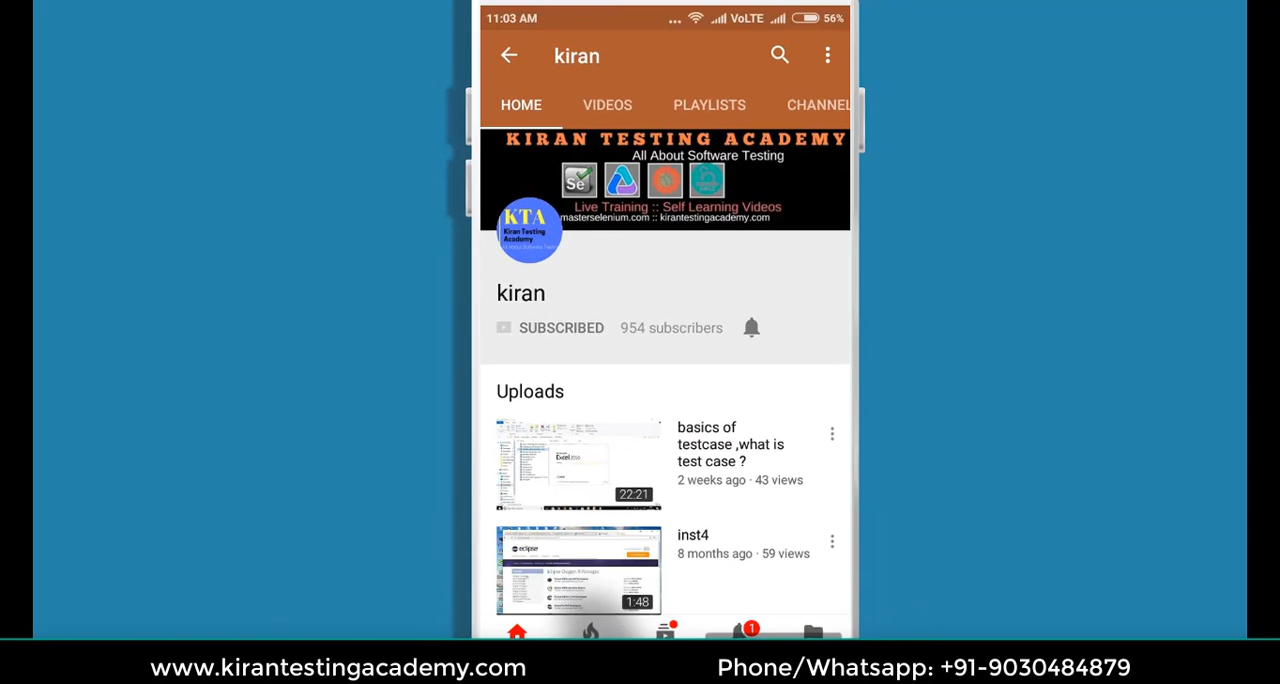 11:03 AM
... VoLTE 56%
kiran
HOME VIDEOS PLAYLISTS CHANNEL
KIRAN TESTING ACADEMY
All About Software Testing
Se
Live Training :: Self Learning Videos
masterselenium.com :: kirantestingacademy.com
KTA
Kiran Testing
Academy
kiran
SUBSCRIBED 954 subscribers
Uploads
basics of
testcase ,what is
test case ?
2 weeks ago · 43 views
Excel 2016
22:21
inst4
8 months ago · 59 views
eclipse
1:48
1
www.kirantestingacademy.com
Phone/Whatsapp: +91-9030484879